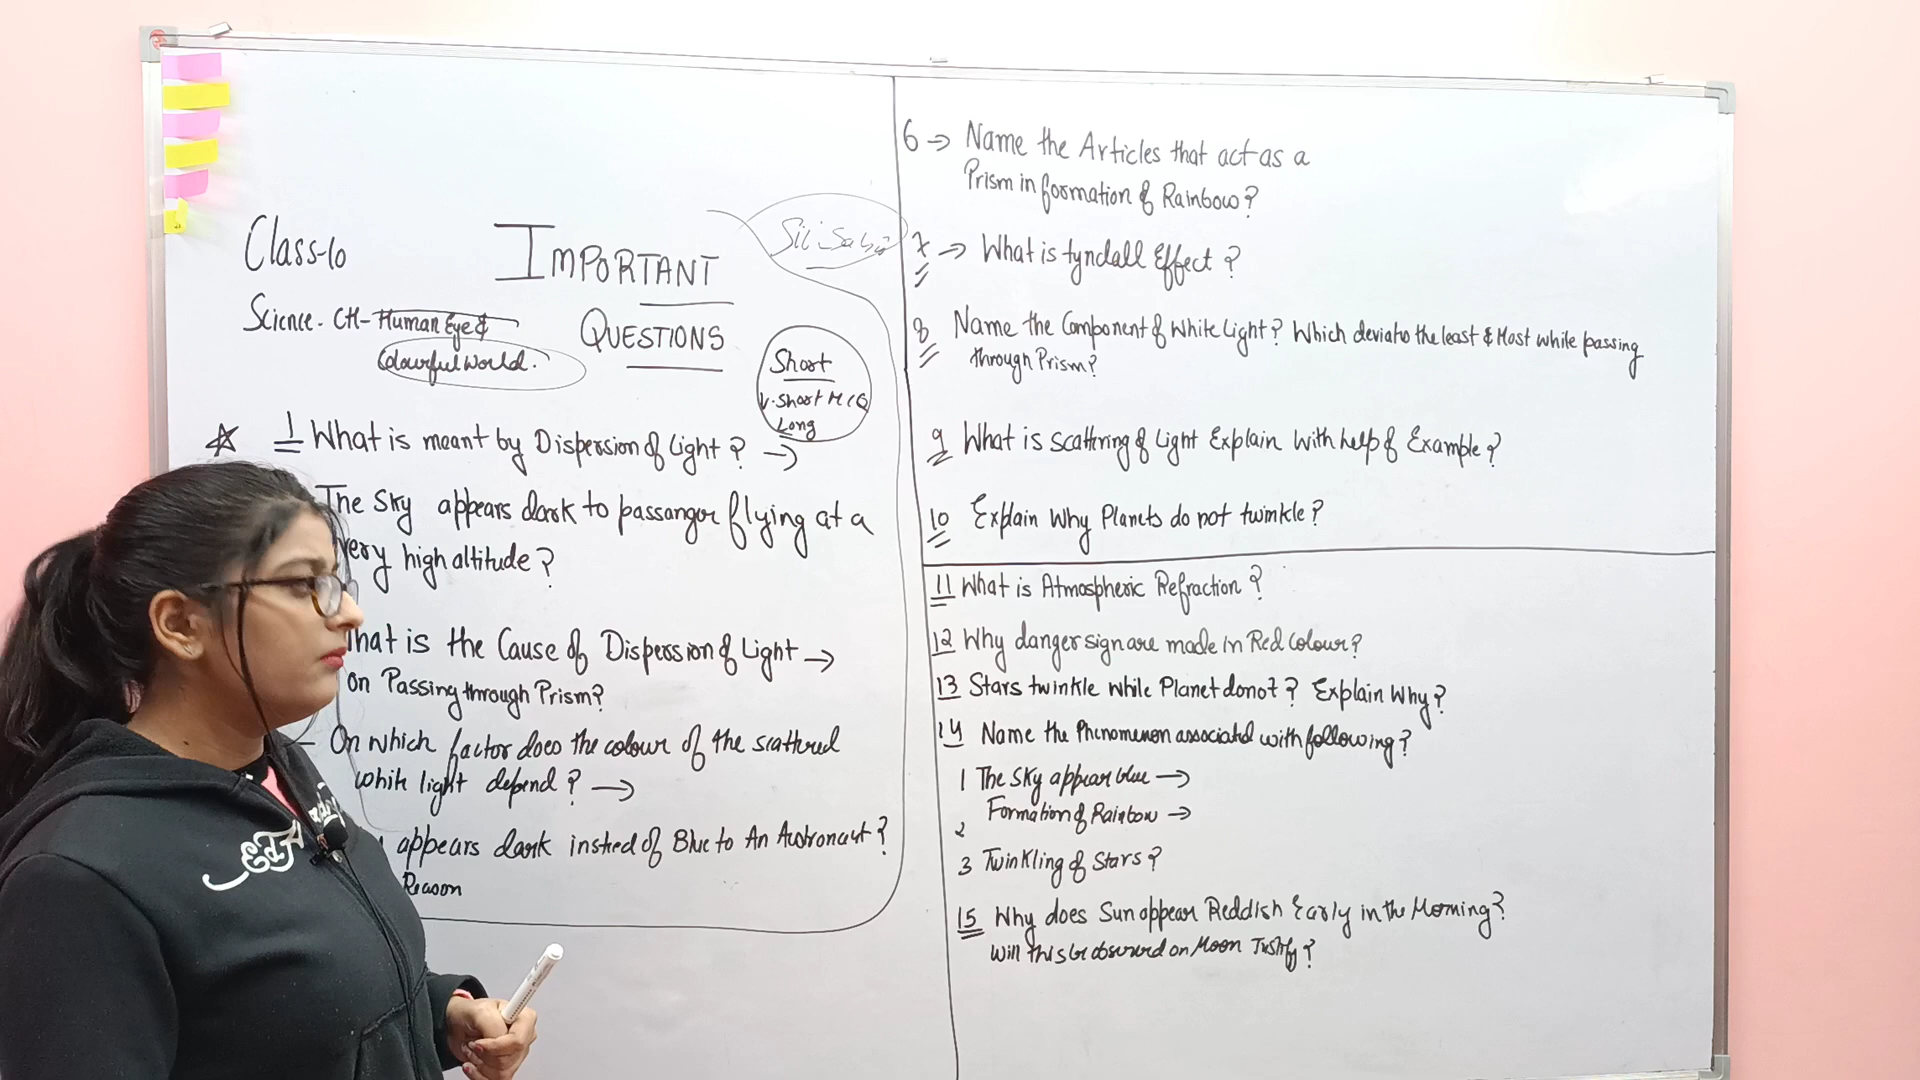 Class-10
IMPORTANT
Science- CH- Human Eye &
Colourful World.
QUESTIONS
Short
V. Short MCQ
Long
1 What is meant by Dispersion of Light? →
The Sky appears dark to passangor flying at a
very high altitude?
What is the Cause of Dispersion of Light →
on Passing through Prism?
- On which factor does the colour of the scattered
white light depend? →
appears dark instead of Blue to An Astronaut?
Reason
6 → Name the Articles that act as a
Prism in formation of Rainbow?
7 → What is tyndall Effect?
8 Name the Component of White Light? Which the least & Most while passing
through Prism?
9 What is scattring of Light Explain With help of Example?
10 Explain Why Planets do not twinkle?
11 What is Atmospheric Refraction?
12 Why danger sign are made in Red Colour?
13 Stars twinkle while Planet donot? Explain Why?
14 Name the Phenomenon associated with following?
1 The Sky appear blue →
2 Formation of Rainbow →
3 Twinkling of Stars?
15 Why does Sun appear Reddish Early in the Morning?
Will this be observed on Moon Justify?